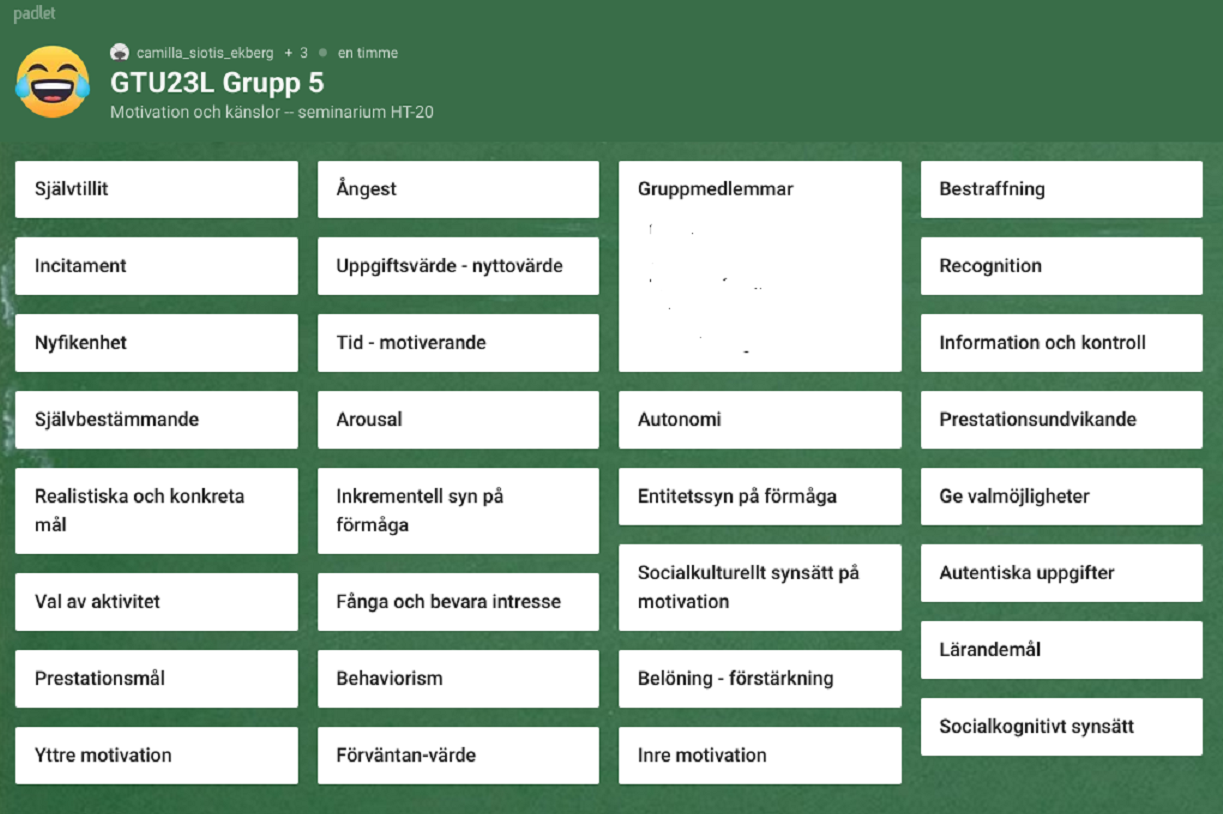 padlet
camilla_siotis_ekberg + 3 en timme
GTU23L Grupp 5
Motivation och känslor – seminarium HT-20
Självtillit
Incitament
Nyfikenhet
Självbestämmande
Realistiska och konkreta
mål
Val av aktivitet
Prestationsmål
Yttre motivation
Ångest
Uppgiftsvärde - nyttovärde
Tid - motiverande
Arousal
Inkrementell syn på
förmåga
Fånga och bevara intresse
Behaviorism
Förväntan-värde
Gruppmedlemmar
Autonomi
Entitetssyn på förmåga
Socialkulturellt synsätt på
motivation
Belöning - förstärkning
Inre motivation
Bestraffning
Recognition
Information och kontroll
Prestationsundvikande
Ge valmöjligheter
Autentiska uppgifter
Lärandemål
Socialkognitivt synsätt